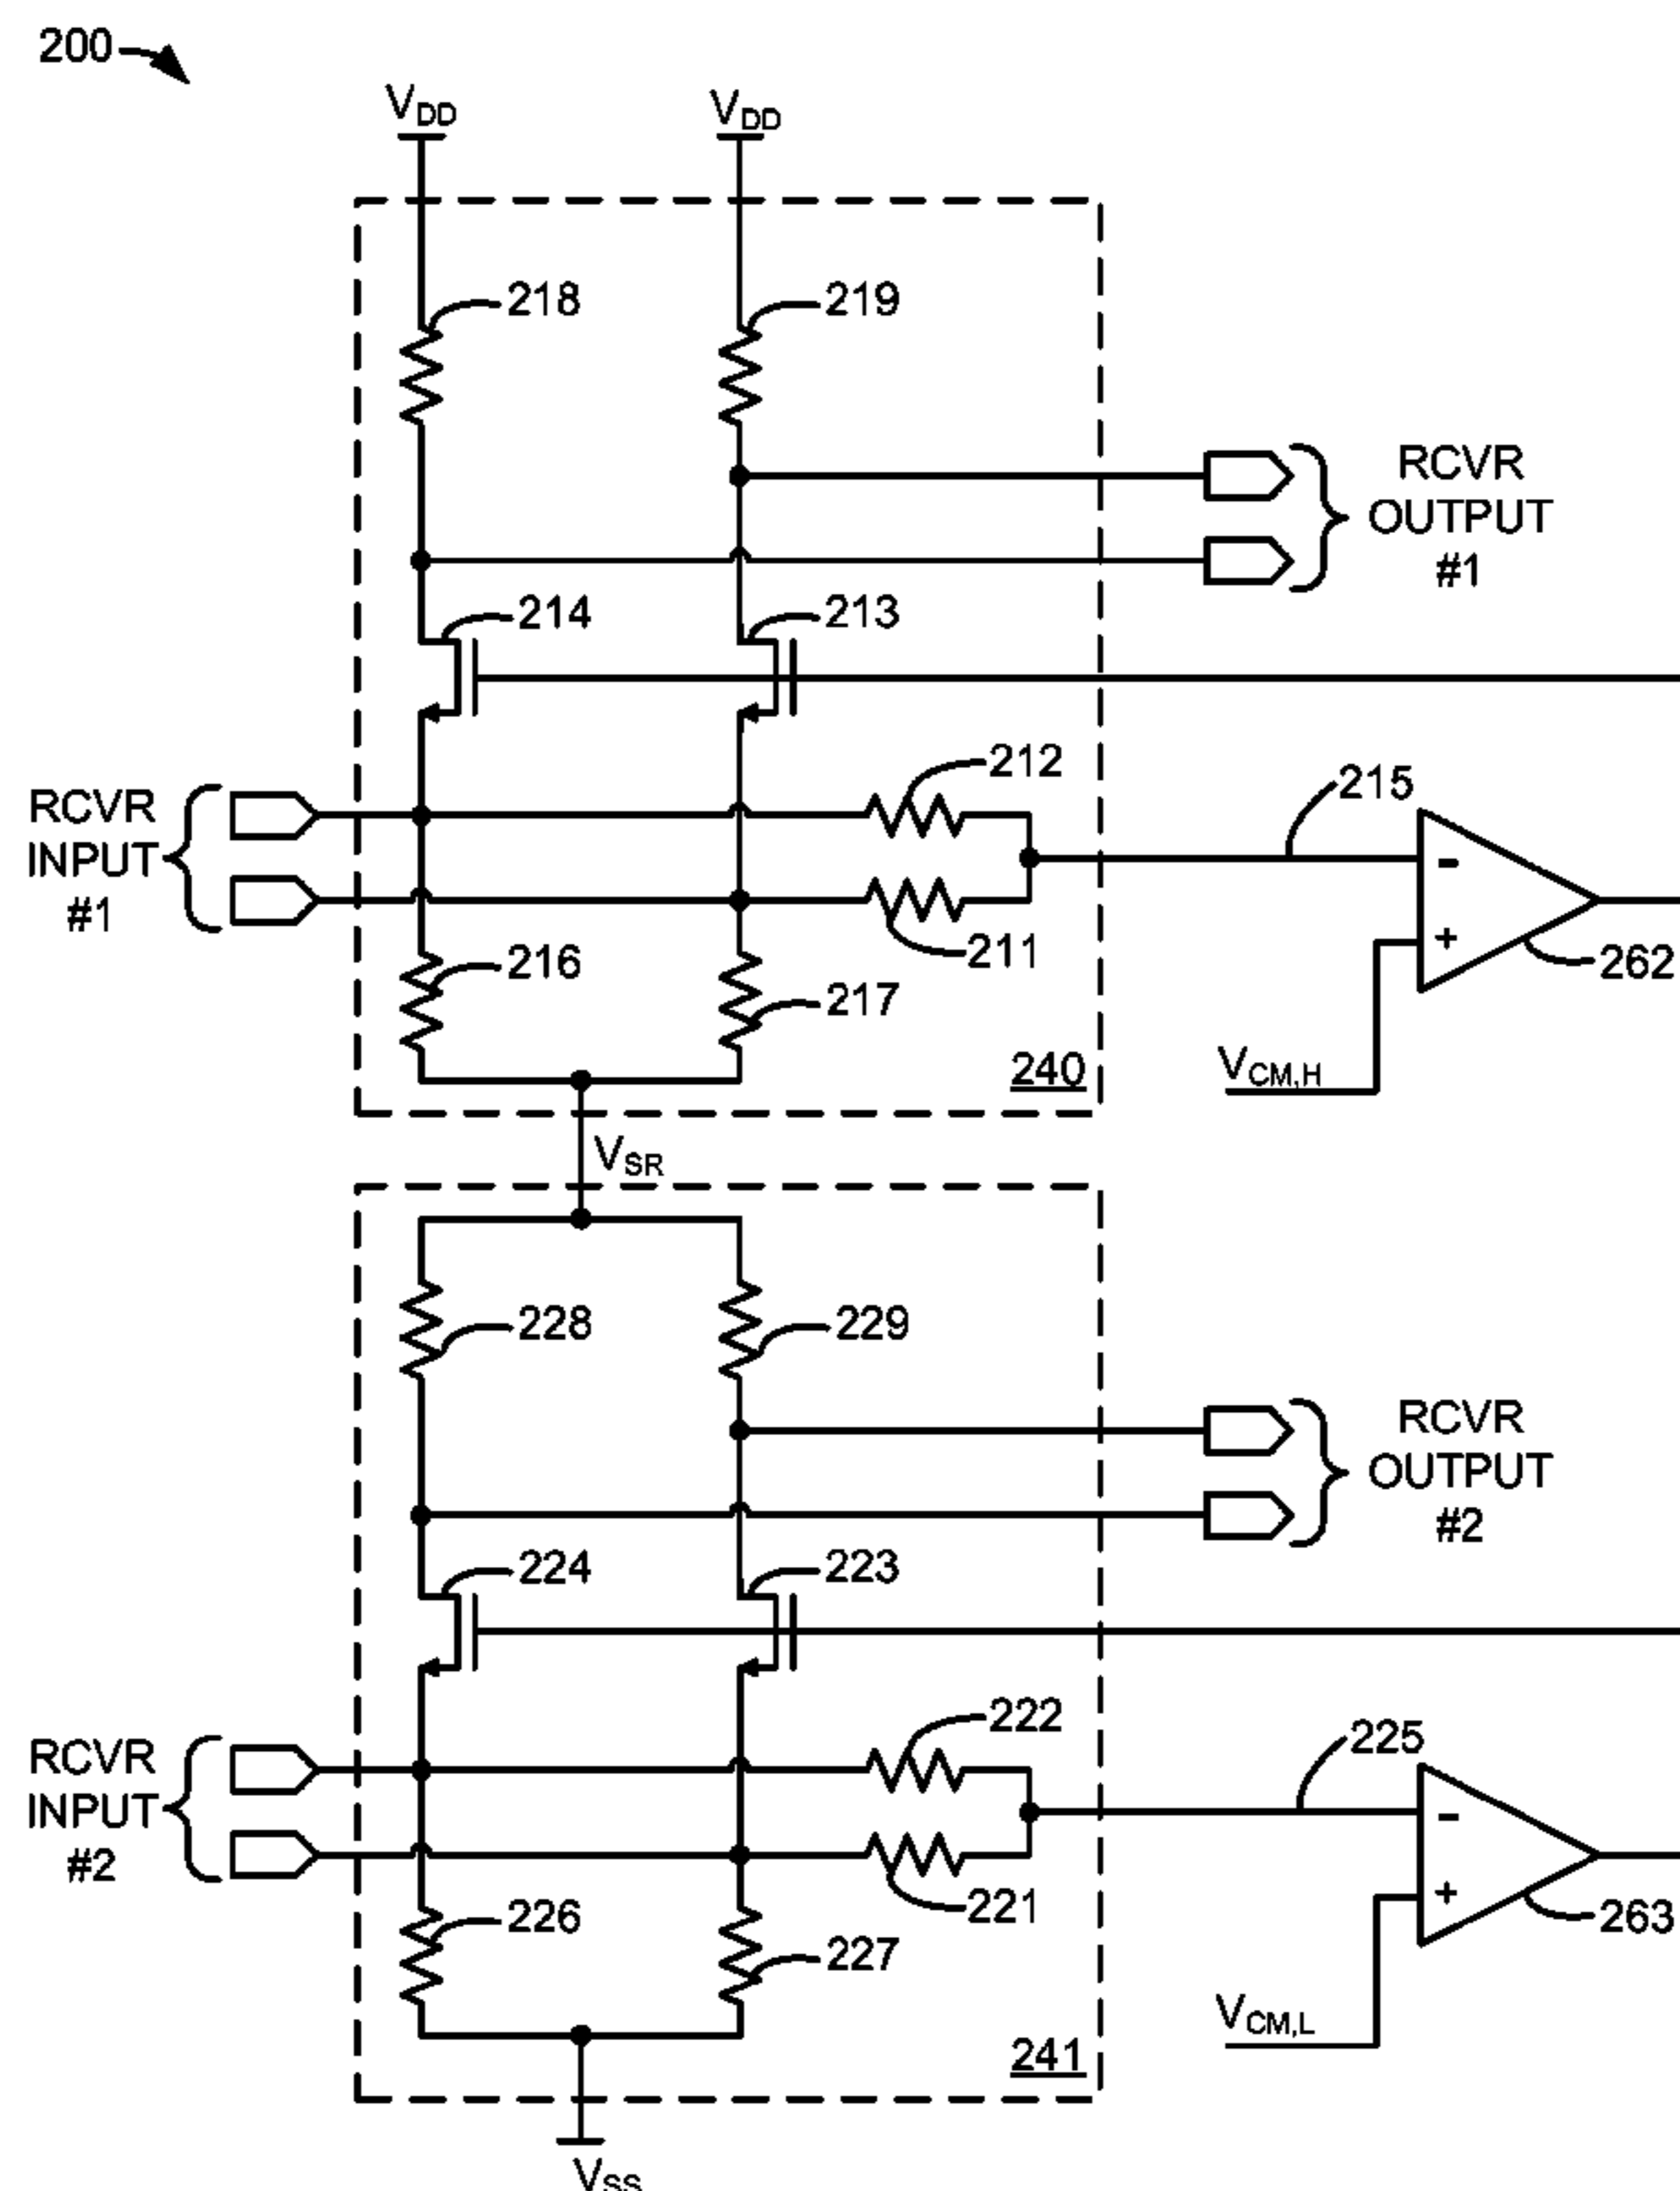 200
VDD
VDD
218
219
RCVR
OUTPUT
#1
214
213
212
215
RCVR
INPUT
#1
-
+
211
216
262
217
240
VCM,H
VSR
228
229
RCVR
OUTPUT
#2
224
223
222
225
RCVR
INPUT
#2
-
+
221
226
263
227
VCM,L
241
VSS